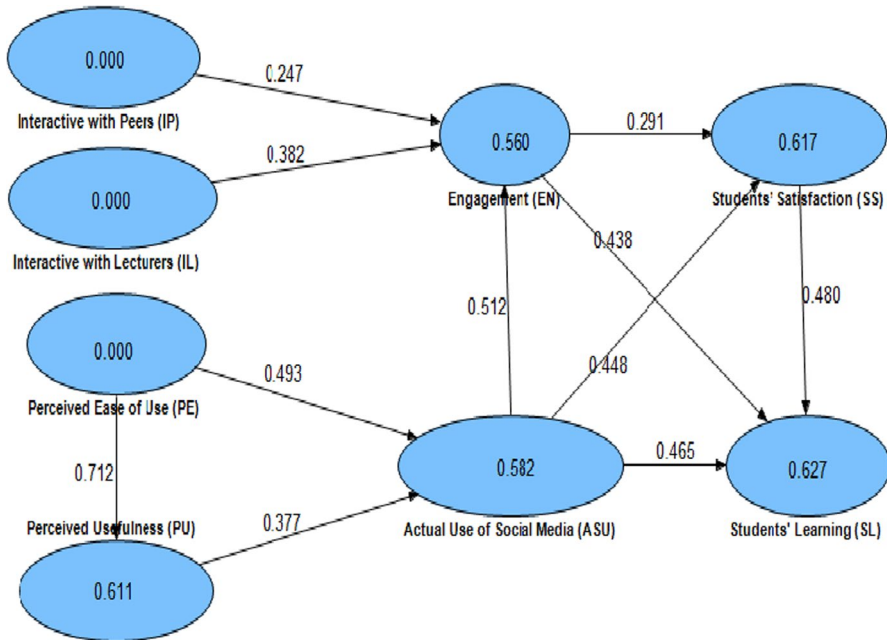 0.000
0.247
Interactive with Peers (IP)
0.382
0.000
Interactive with Lecturers (IL)
0.560
Engagement (EN)
0.291
0.617
Students' Satisfaction (SS)
0.438
0.512
0.480
0.448
0.000
0.493
Perceived Ease of Use (PE)
0.712
Perceived Usefulness (PU)
0.377
0.611
0.582
Actual Use of Social Media (ASU)
0.465
0.627
Students' Learning (SL)